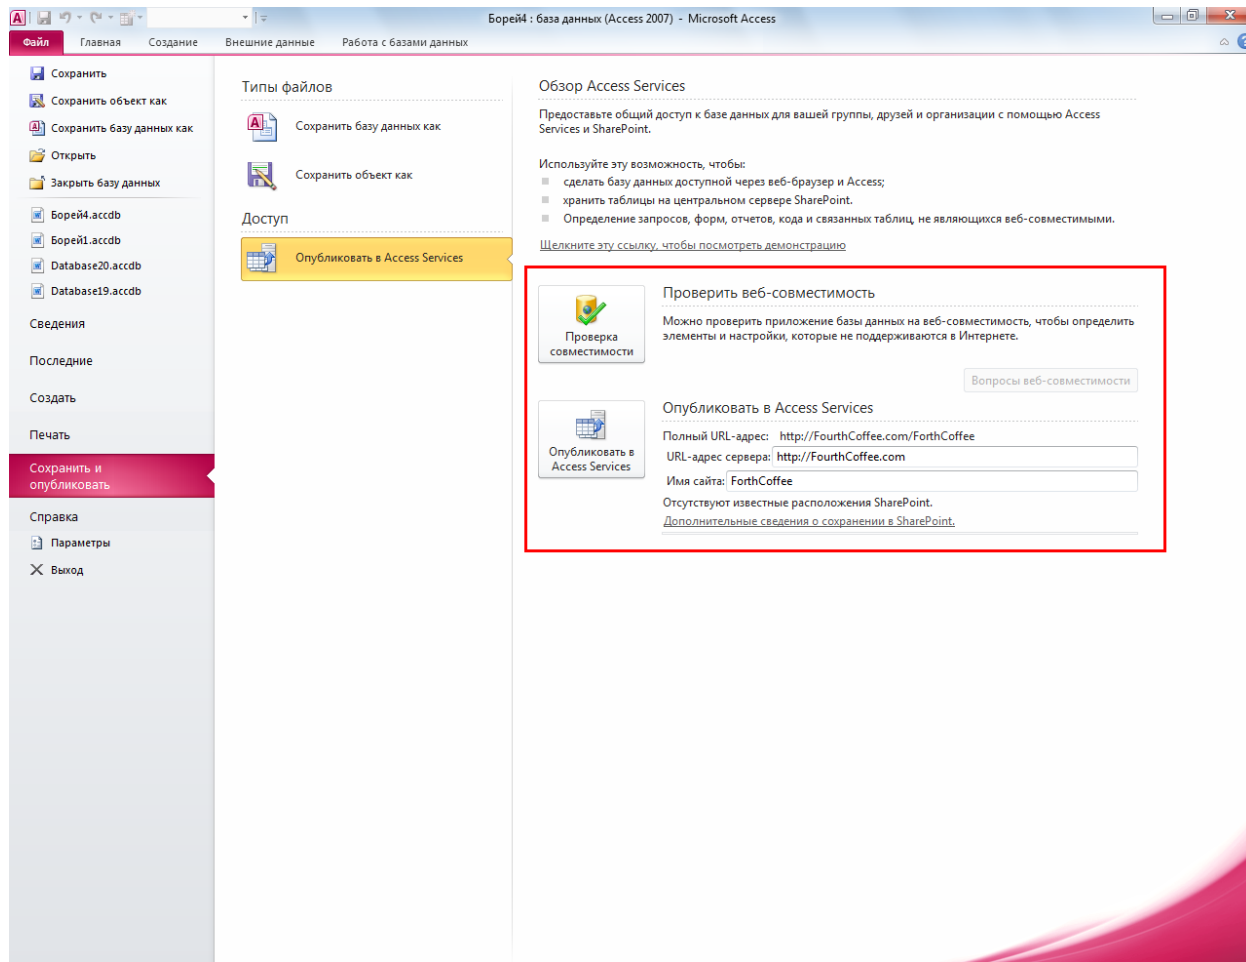 Борей4 : база данных (Access 2007) - Microsoft Access
Файл Главная Создание Внешние данные Работа с базами данных
Сохранить
Сохранить объект как
Сохранить базу данных как
Открыть
Закрыть базу данных
Борей4.accdb
Борей1.accdb
Database20.accdb
Database19.accdb
Сведения
Последние
Создать
Печать
Сохранить и
опубликовать
Справка
Параметры
Выход
Типы файлов
Сохранить базу данных как
Сохранить объект как
Доступ
Опубликовать в Access Services
Обзор Access Services
Предоставьте общий доступ к базе данных для вашей группы, друзей и организации с помощью Access
Services и SharePoint.
Используйте эту возможность, чтобы:
сделать базу данных доступной через веб-браузер и Access;
хранить таблицы на центральном сервере SharePoint.
Определение запросов, форм, отчетов, кода и связанных таблиц, не являющихся веб-совместимыми.
Щелкните эту ссылку, чтобы посмотреть демонстрацию
Проверка
совместимости
Проверить веб-совместимость
Можно проверить приложение базы данных на веб-совместимость, чтобы определить
элементы и настройки, которые не поддерживаются в Интернете.
Вопросы веб-совместимости
Опубликовать в
Access Services
Опубликовать в Access Services
Полный URL-адрес: http://FourthCoffee.com/ForthCoffee
URL-адрес сервера: http://FourthCoffee.com
Имя сайта: ForthCoffee
Отсутствуют известные расположения SharePoint.
Дополнительные сведения о сохранении в SharePoint.